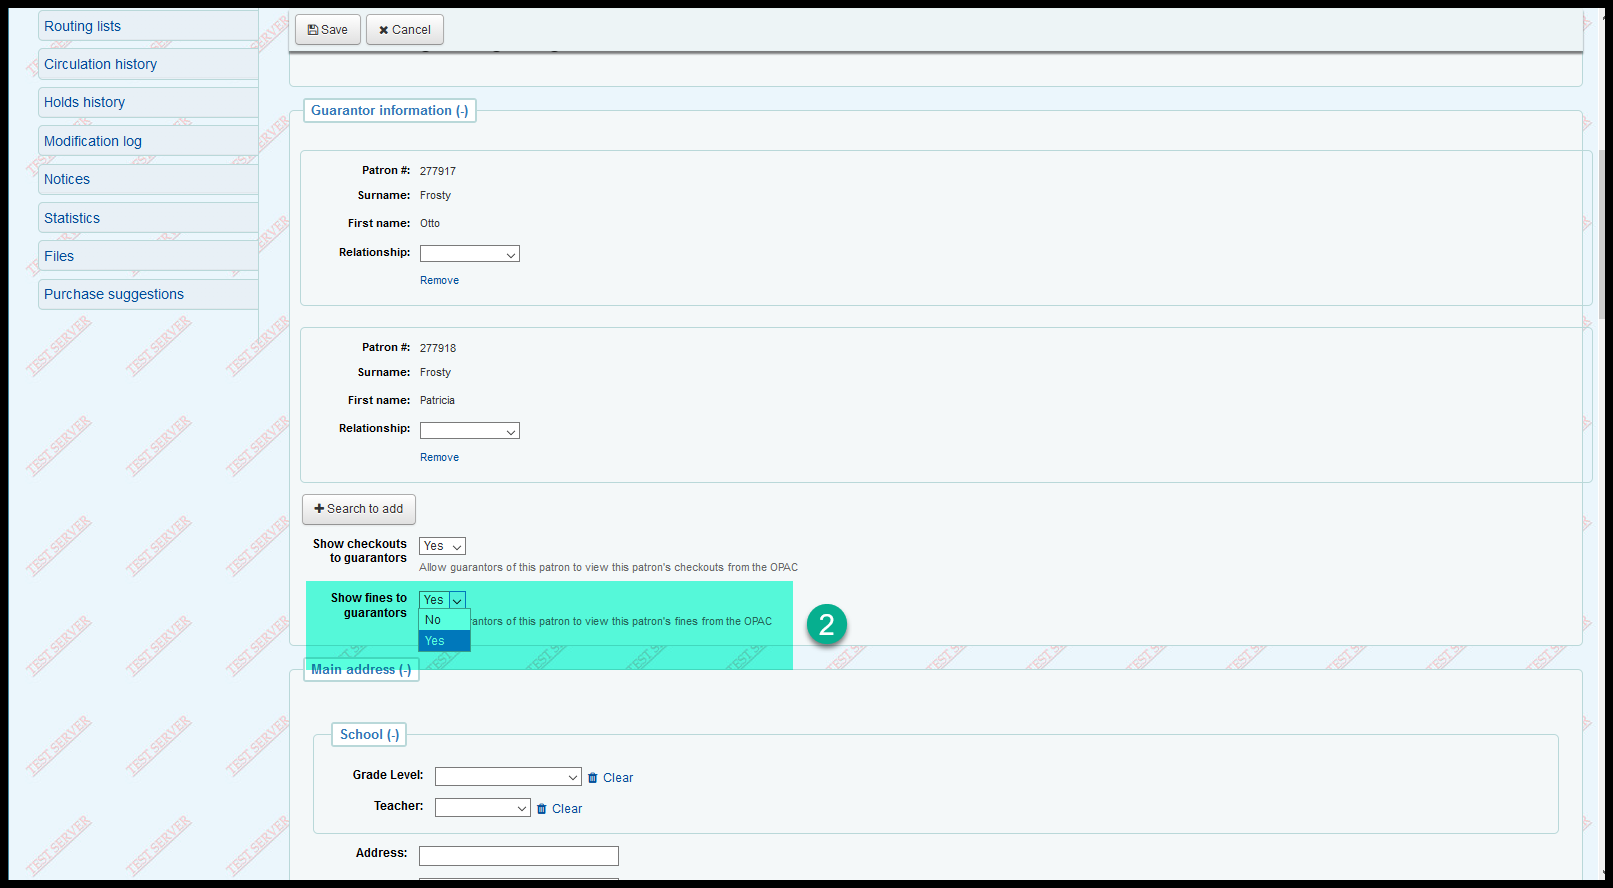 Routing lists
Circulation history
Holds history
Modification log
Notices
Statistics
Files
Purchase suggestions
Save Cancel
Guarantor information (-)
Patron #: 277917
Surname: Frosty
First name: Otto
Relationship:
Remove
Patron #: 277918
Surname: Frosty
First name: Patricia
Relationship:
Remove
Search to add
Show checkouts to guarantors Yes
Allow guarantors of this patron to view this patron's checkouts from the OPAC
Show fines to guarantors Yes
No
Yes
of this patron to view this patron's fines from the OPAC
2
Main address (-)
School (-)
Grade Level: Clear
Teacher: Clear
Address:
TEST SERVER